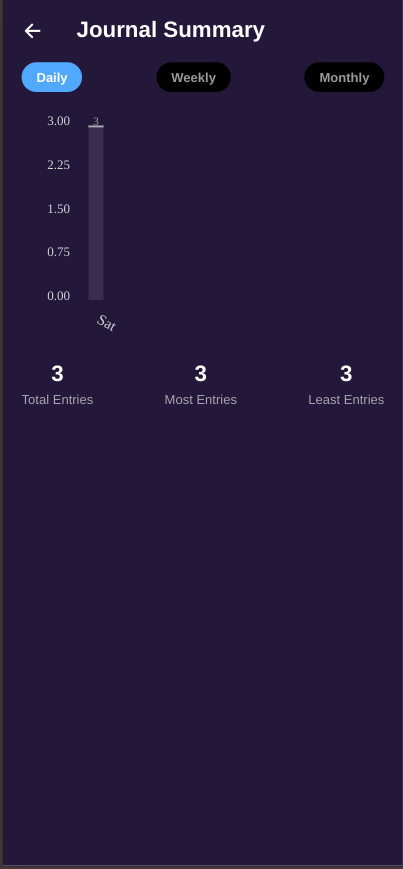 Journal Summary
Daily Weekly Monthly
3.00
3
2.25
1.50
0.75
0.00
Sat
3 3 3
Total Entries Most Entries Least Entries